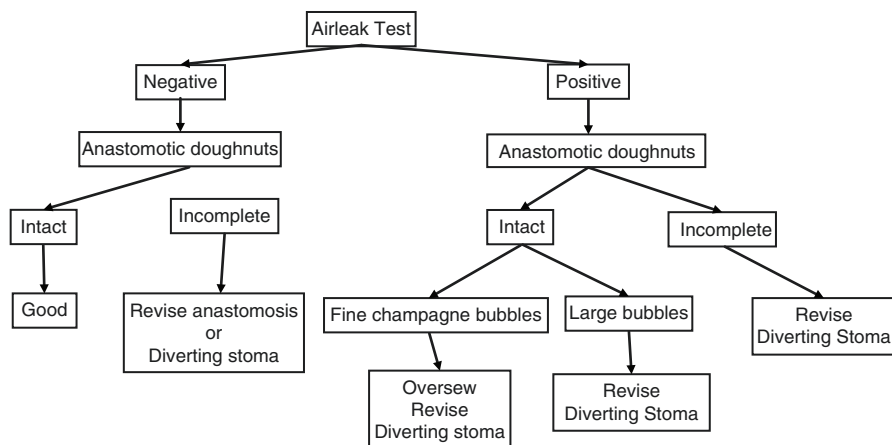 Airleak Test
Negative
Positive
Anastomotic doughnuts
Anastomotic doughnuts
Intact
Incomplete
Intact
Incomplete
Good
Revise anastomosis
or
Diverting stoma
Fine champagne bubbles
Large bubbles
Revise
Diverting Stoma
Oversew
Revise
Diverting stoma
Revise
Diverting Stoma